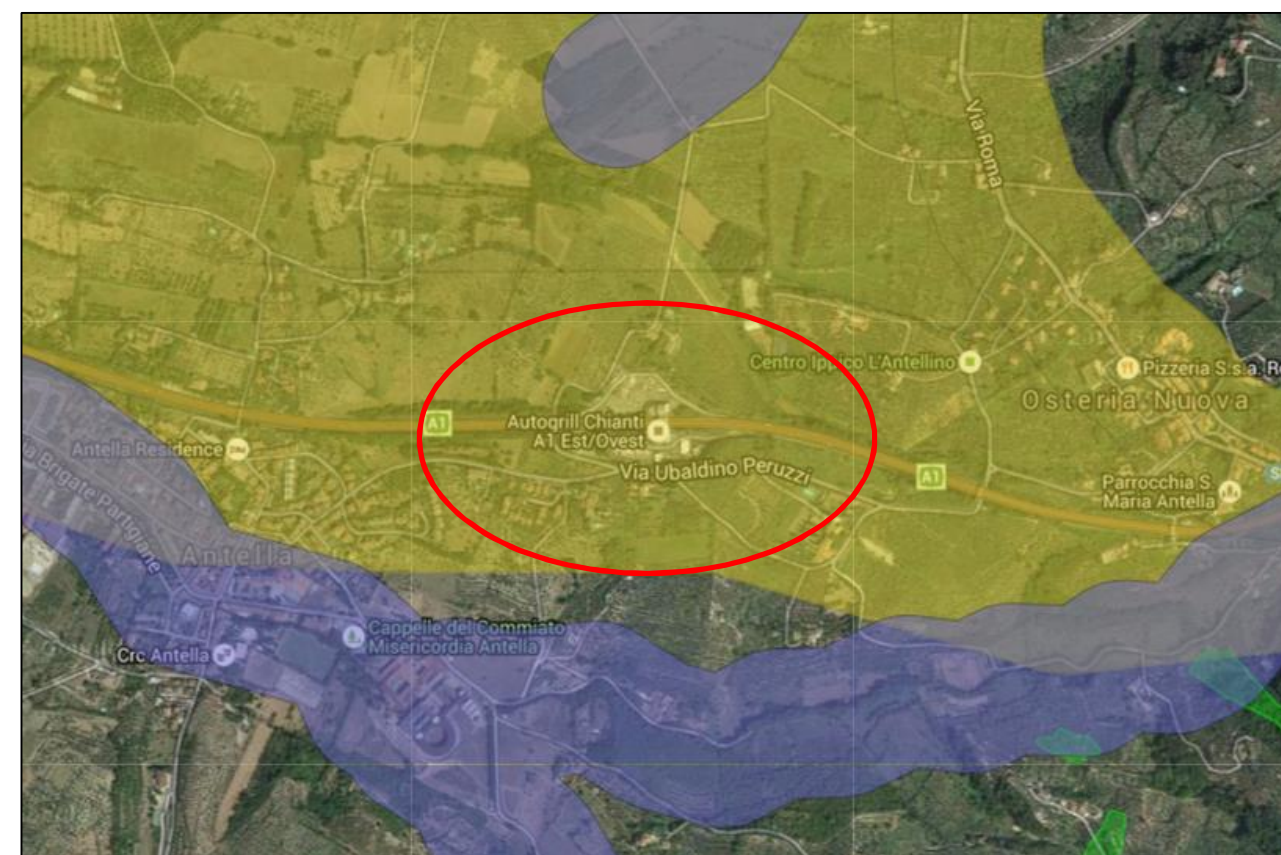 Via Roma
Centro Ippico L'Antellino
Pizzeria S.s.a. Ro
Osteria Nuova
A1
Autogrill Chianti
A1 Est/Ovest
Antella Residence
Via Ubaldino Peruzzi
A1
Parrocchia S.
Maria Antella
a Brigate Partigiane
Antella
Cappelle del Commiato
Misericordia Antella
Crc Antella